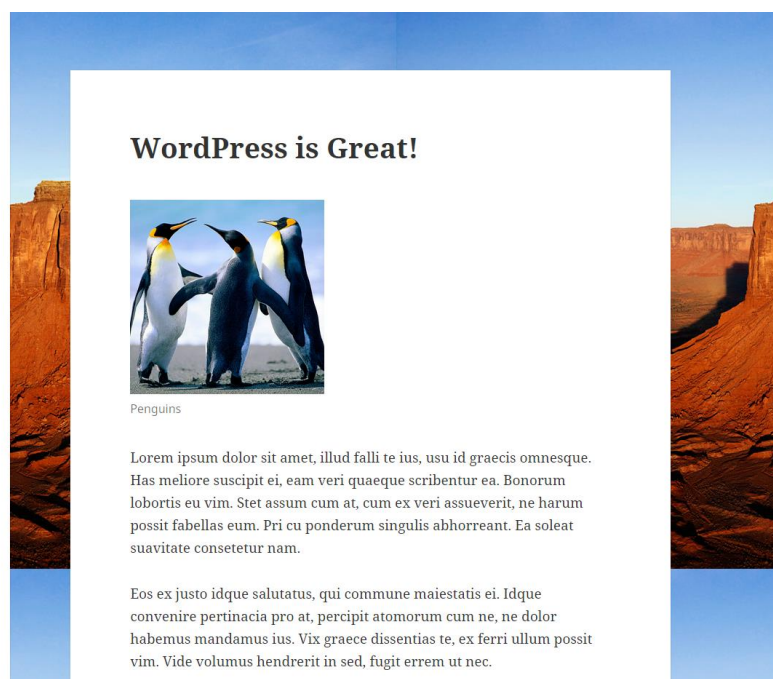 WordPress is Great!
Penguins
Lorem ipsum dolor sit amet, illud falli te ius, usu id graecis omnesque.
Has meliore suscipit ei, eam veri quaeque scribentur ea. Bonorum
lobortis eu vim. Stet assum cum at, cum ex veri assueverit, ne harum
possit fabellas eum. Pri cu ponderum singulis abhorreant. Ea soleat
suavitate consetetur nam.
Eos ex justo idque salutatus, qui commune maiestatis ei. Idque
convenire pertinacia pro at, percipit atomorum cum ne, ne dolor
habemus mandamus ius. Vix graece dissentias te, ex ferri ullum possit
vim. Vide volumus hendrerit in sed, fugit errem ut nec.